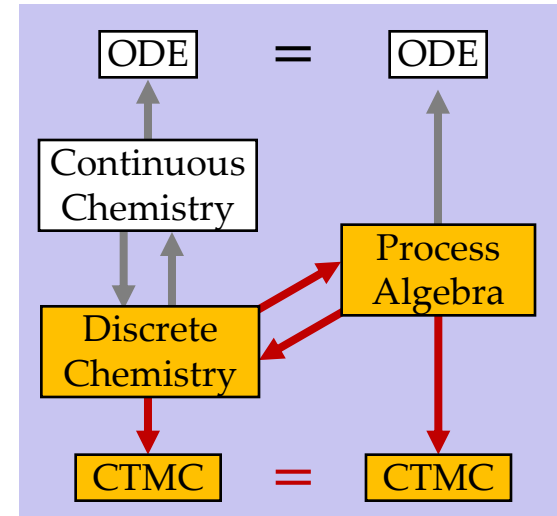 ODE = ODE
Continuous
Chemistry
Process
Algebra
Discrete
Chemistry
CTMC = CTMC